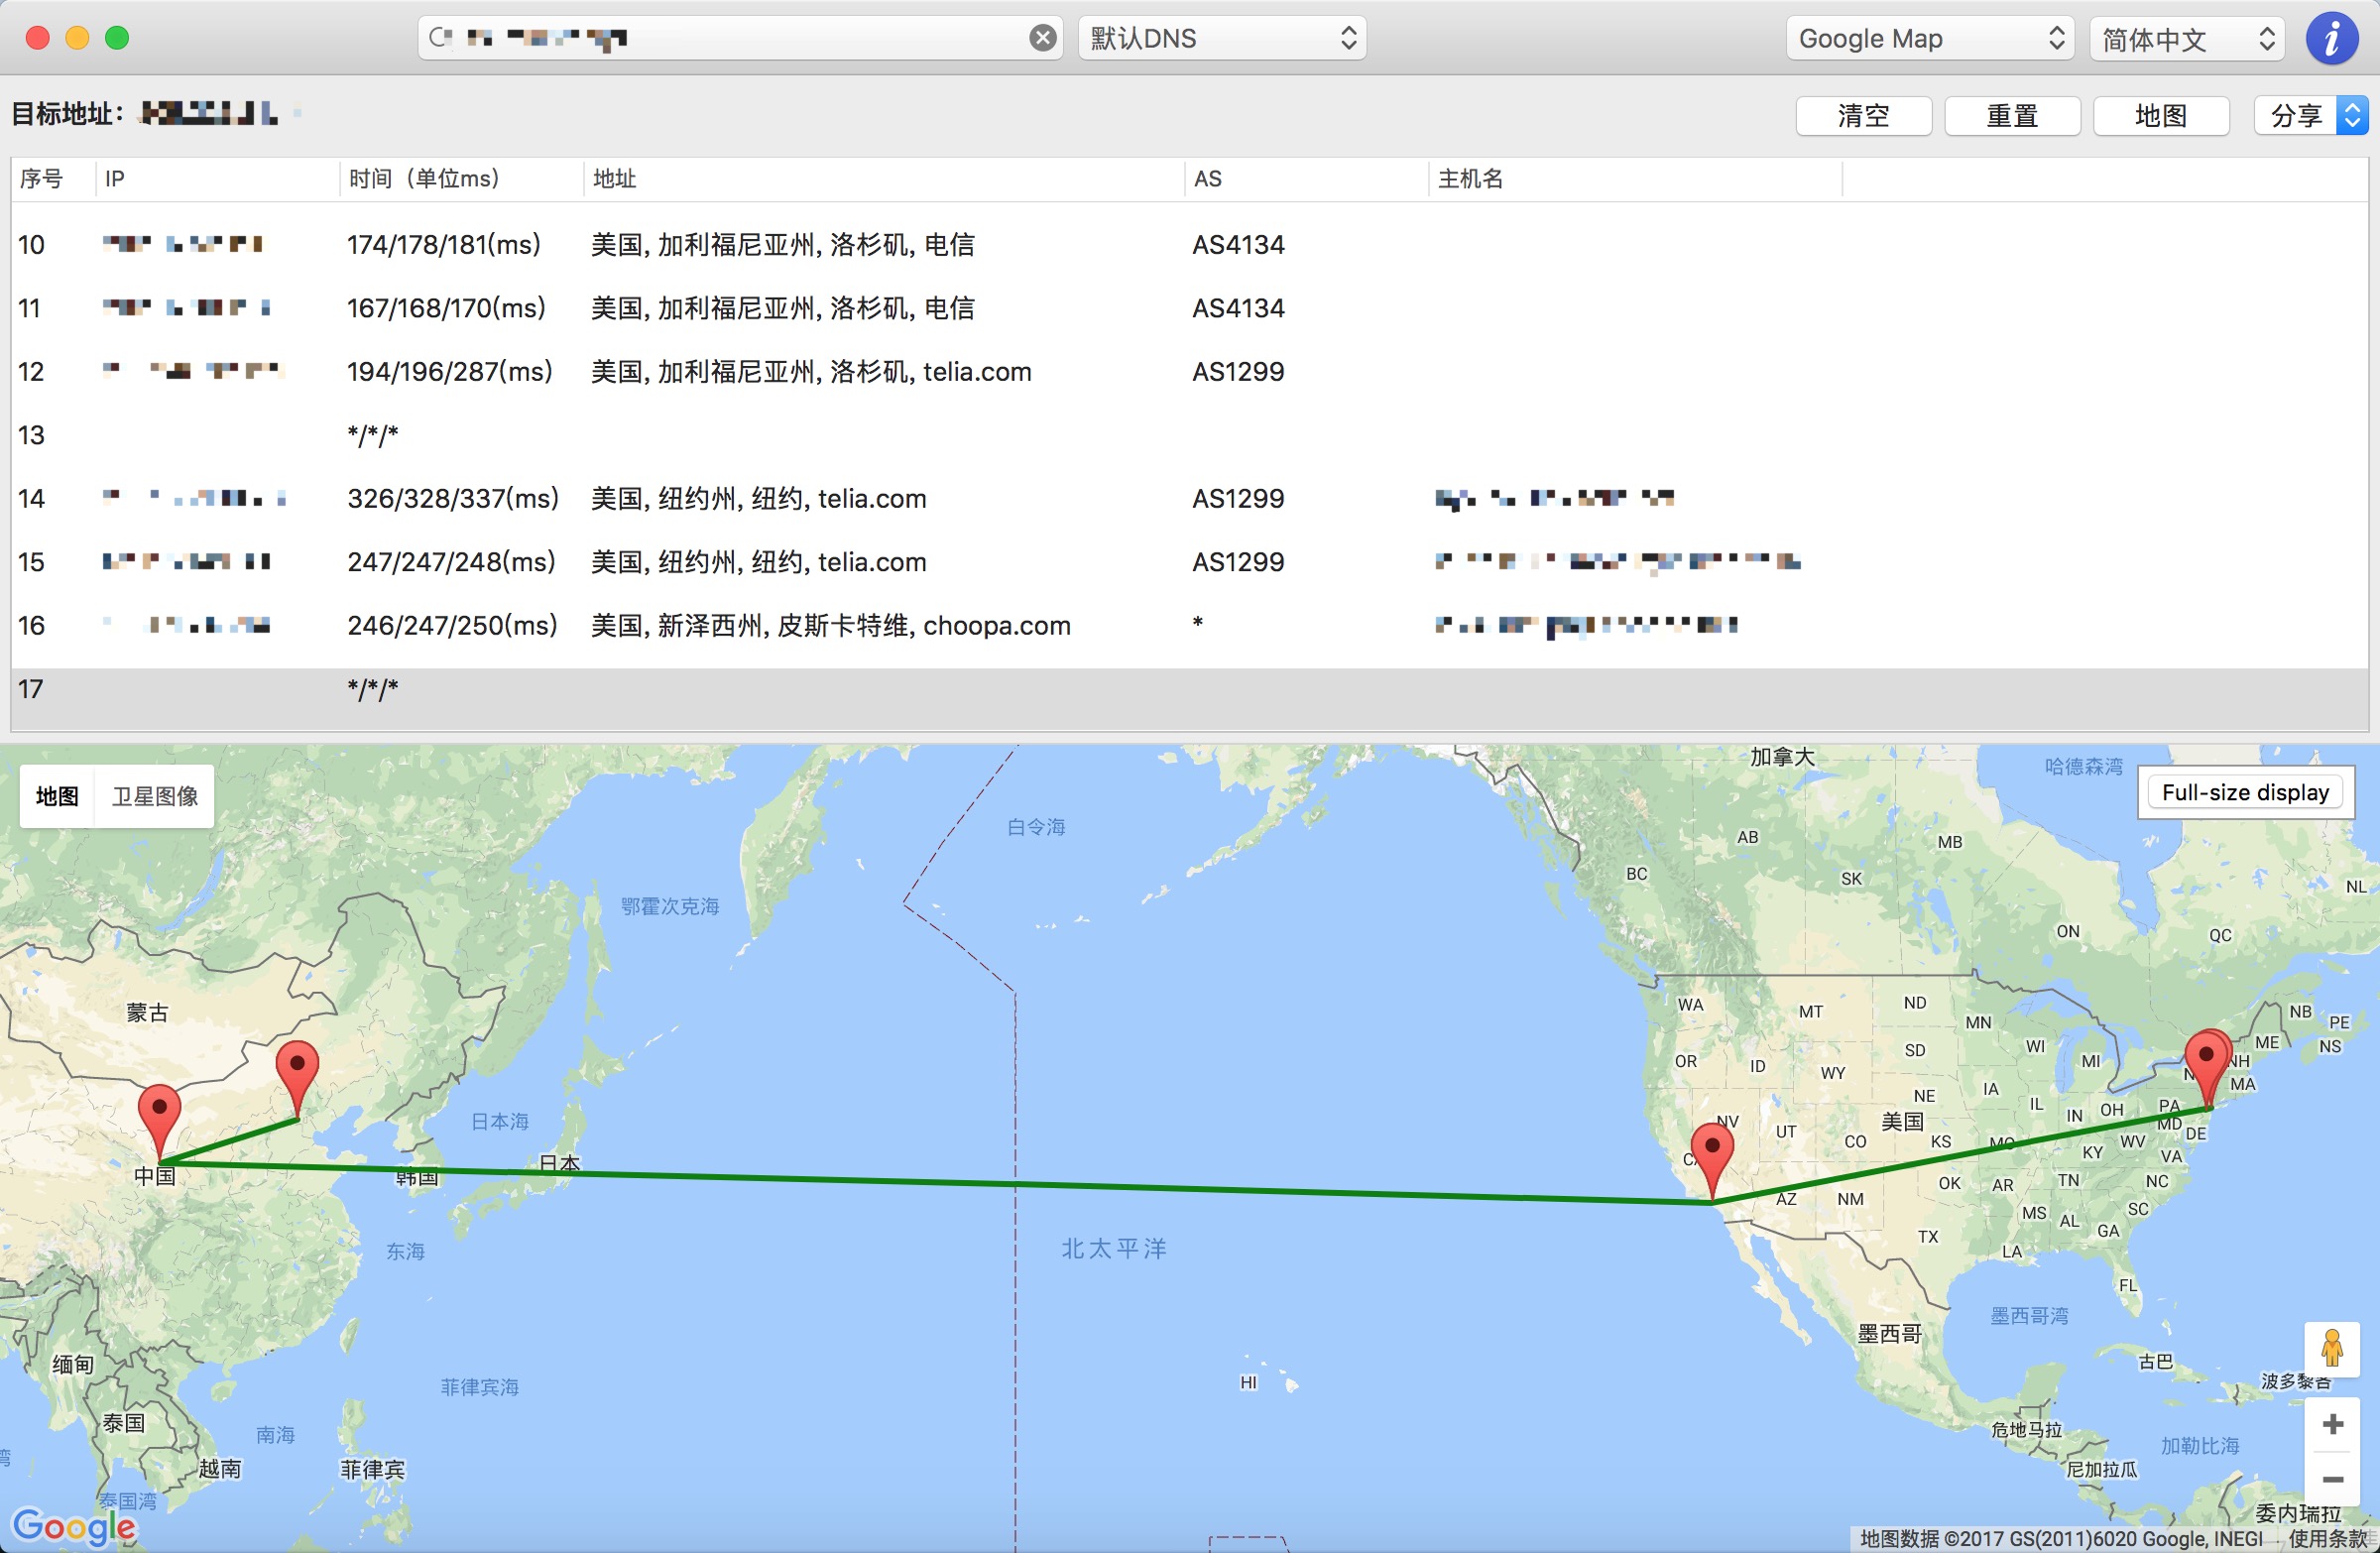 默认DNS
Google Map
简体中文
i
目标地址：
清空
重置
地图
分享
序号 IP 时间（单位ms） 地址 AS 主机名
10 174/178/181(ms) 美国, 加利福尼亚州, 洛杉矶, 电信 AS4134
11 167/168/170(ms) 美国, 加利福尼亚州, 洛杉矶, 电信 AS4134
12 194/196/287(ms) 美国, 加利福尼亚州, 洛杉矶, telia.com AS1299
13 */*/*
14 326/328/337(ms) 美国, 纽约州, 纽约, telia.com AS1299
15 247/247/248(ms) 美国, 纽约州, 纽约, telia.com AS1299
16 246/247/250(ms) 美国, 新泽西州, 皮斯卡特维, choopa.com *
17 */*/*
地图 卫星图像
Full-size display
加拿大
哈德森湾
白令海
AB
MB
BC
SK
NL
鄂霍次克海
ON
QC
蒙古
WA
MT
ND
MN
NB
PE
NS
ME
OR
ID
WY
SD
WI
MI
NH
MA
NE
IA
IL
IN
OH
PA
MD
DE
日本海
NV
UT
CO
美国
KS
MO
KY
WV
VA
中国
韩国
日本
AZ
NM
OK
AR
TN
NC
MS
AL
GA
SC
TX
LA
FL
东海
北太平洋
墨西哥湾
墨西哥
古巴
波多黎各
缅甸
菲律宾海
HI
泰国
南海
越南
菲律宾
泰国湾
湾
危地马拉
尼加拉瓜
加勒比海
委内瑞拉
Google
地图数据 ©2017 GS(2011)6020 Google, INEGI 使用条款